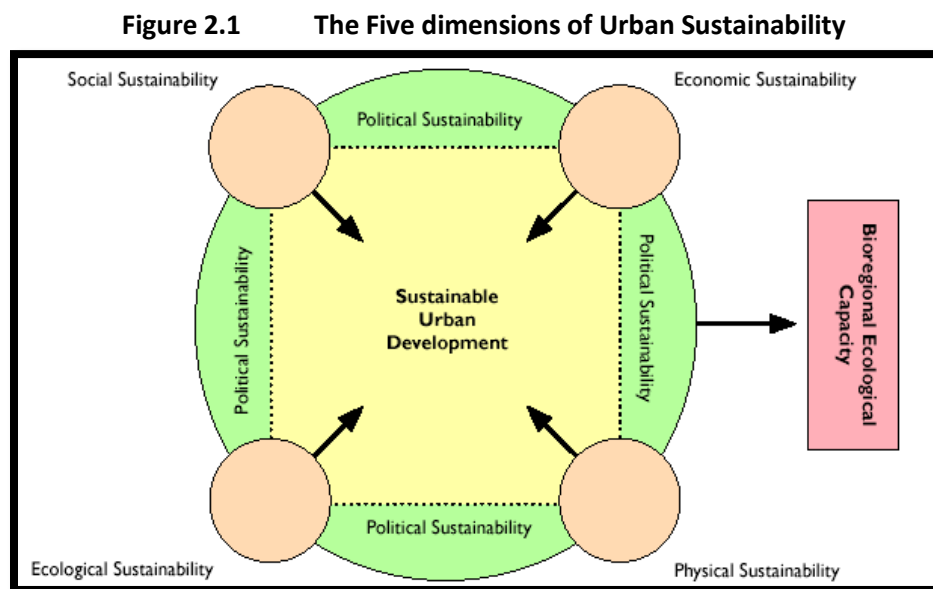 Figure 2.1 The Five dimensions of Urban Sustainability
Social Sustainability
Economic Sustainability
Political Sustainability
Political Sustainability
Political Sustainability
Sustainable
Urban
Development
Bioregional Ecological
Capacity
Political Sustainability
Ecological Sustainability
Physical Sustainability